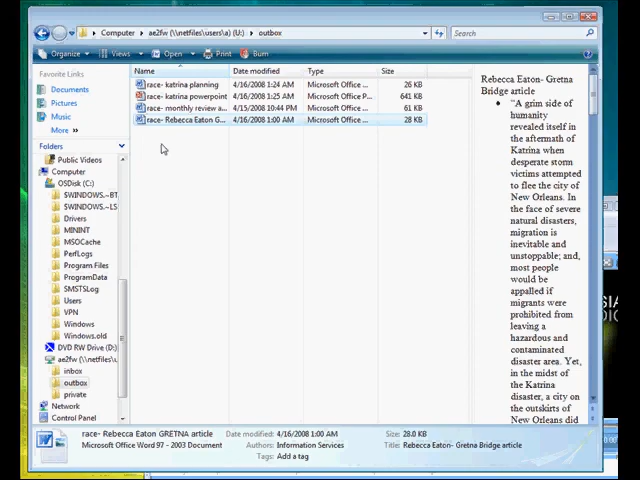 Computer ▸ ae2fw (\\netfiles\users\a) (U:) ▸ outbox
Search
Organize Views Open Print Burn
Favorite Links
Documents
Pictures
Music
More »
Folders
Public Videos
Computer
OSDisk (C:)
$WINDOWS.~BT
$WINDOWS.~LS
Drivers
MININT
MSOCache
PerfLogs
Program Files
ProgramData
SMSTSLog
Users
VPN
Windows
Windows.old
DVD RW Drive (D:)
ae2fw (\\netfiles\u
inbox
outbox
private
Network
Control Panel
Name Date modified Type Size
race- katrina planning 4/16/2008 1:24 AM Microsoft Office ... 26 KB
race- katrina powerpoint 4/16/2008 1:25 AM Microsoft Office P... 641 KB
race- monthly review a... 4/15/2008 10:44 PM Microsoft Office ... 61 KB
race- Rebecca Eaton G... 4/16/2008 1:00 AM Microsoft Office ... 28 KB
Rebecca Eaton- Gretna
Bridge article
• "A grim side of
humanity
revealed itself in
the aftermath of
Katrina when
desperate storm
victims attempted
to flee the city of
New Orleans. In
the face of severe
natural disasters,
migration is
inevitable and
unstoppable; and,
most people
would be
appalled if
migrants were
prohibited from
leaving a
hazardous and
contaminated
disaster area. Yet,
in the midst of
the Katrina
disaster, a city on
the outskirts of
New Orleans did
race- Rebecca Eaton GRETNA article Date modified: 4/16/2008 1:00 AM Size: 28.0 KB
Microsoft Office Word 97 - 2003 Document Authors: Information Services Title: Rebecca Eaton- Gretna Bridge article
Tags: Add a tag